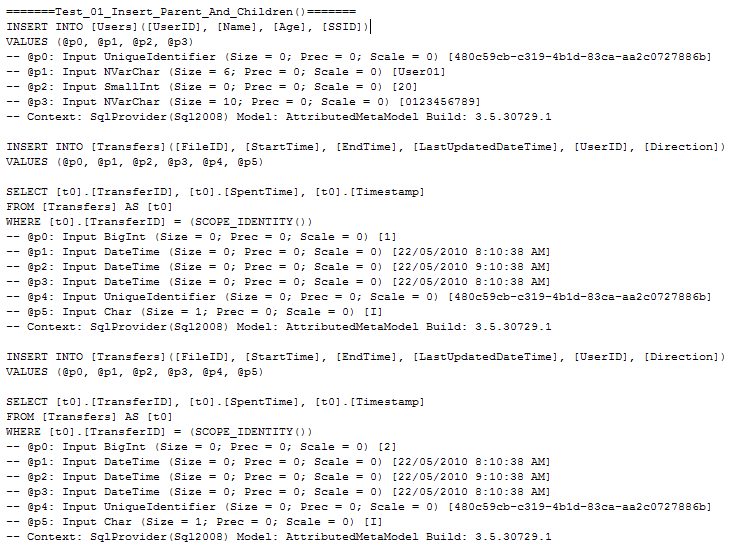 =======Test_01_Insert_Parent_And_Children()=======
INSERT INTO [Users]([UserID], [Name], [Age], [SSID])
VALUES (@p0, @p1, @p2, @p3)
-- @p0: Input UniqueIdentifier (Size = 0; Prec = 0; Scale = 0) [480c59cb-c319-4b1d-83ca-aa2c0727886b]
-- @p1: Input NVarChar (Size = 6; Prec = 0; Scale = 0) [User01]
-- @p2: Input SmallInt (Size = 0; Prec = 0; Scale = 0) [20]
-- @p3: Input NVarChar (Size = 10; Prec = 0; Scale = 0) [0123456789]
-- Context: SqlProvider(Sql2008) Model: AttributedMetaModel Build: 3.5.30729.1

INSERT INTO [Transfers]([FileID], [StartTime], [EndTime], [LastUpdatedDateTime], [UserID], [Direction])
VALUES (@p0, @p1, @p2, @p3, @p4, @p5)

SELECT [t0].[TransferID], [t0].[SpentTime], [t0].[Timestamp]
FROM [Transfers] AS [t0]
WHERE [t0].[TransferID] = (SCOPE_IDENTITY())
-- @p0: Input BigInt (Size = 0; Prec = 0; Scale = 0) [1]
-- @p1: Input DateTime (Size = 0; Prec = 0; Scale = 0) [22/05/2010 8:10:38 AM]
-- @p2: Input DateTime (Size = 0; Prec = 0; Scale = 0) [22/05/2010 9:10:38 AM]
-- @p3: Input DateTime (Size = 0; Prec = 0; Scale = 0) [22/05/2010 8:10:38 AM]
-- @p4: Input UniqueIdentifier (Size = 0; Prec = 0; Scale = 0) [480c59cb-c319-4b1d-83ca-aa2c0727886b]
-- @p5: Input Char (Size = 1; Prec = 0; Scale = 0) [I]
-- Context: SqlProvider(Sql2008) Model: AttributedMetaModel Build: 3.5.30729.1

INSERT INTO [Transfers]([FileID], [StartTime], [EndTime], [LastUpdatedDateTime], [UserID], [Direction])
VALUES (@p0, @p1, @p2, @p3, @p4, @p5)

SELECT [t0].[TransferID], [t0].[SpentTime], [t0].[Timestamp]
FROM [Transfers] AS [t0]
WHERE [t0].[TransferID] = (SCOPE_IDENTITY())
-- @p0: Input BigInt (Size = 0; Prec = 0; Scale = 0) [2]
-- @p1: Input DateTime (Size = 0; Prec = 0; Scale = 0) [22/05/2010 8:10:38 AM]
-- @p2: Input DateTime (Size = 0; Prec = 0; Scale = 0) [22/05/2010 9:10:38 AM]
-- @p3: Input DateTime (Size = 0; Prec = 0; Scale = 0) [22/05/2010 8:10:38 AM]
-- @p4: Input UniqueIdentifier (Size = 0; Prec = 0; Scale = 0) [480c59cb-c319-4b1d-83ca-aa2c0727886b]
-- @p5: Input Char (Size = 1; Prec = 0; Scale = 0) [I]
-- Context: SqlProvider(Sql2008) Model: AttributedMetaModel Build: 3.5.30729.1